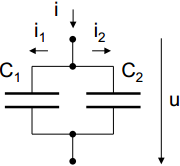 i
i₁ i₂
C₁ C₂ u